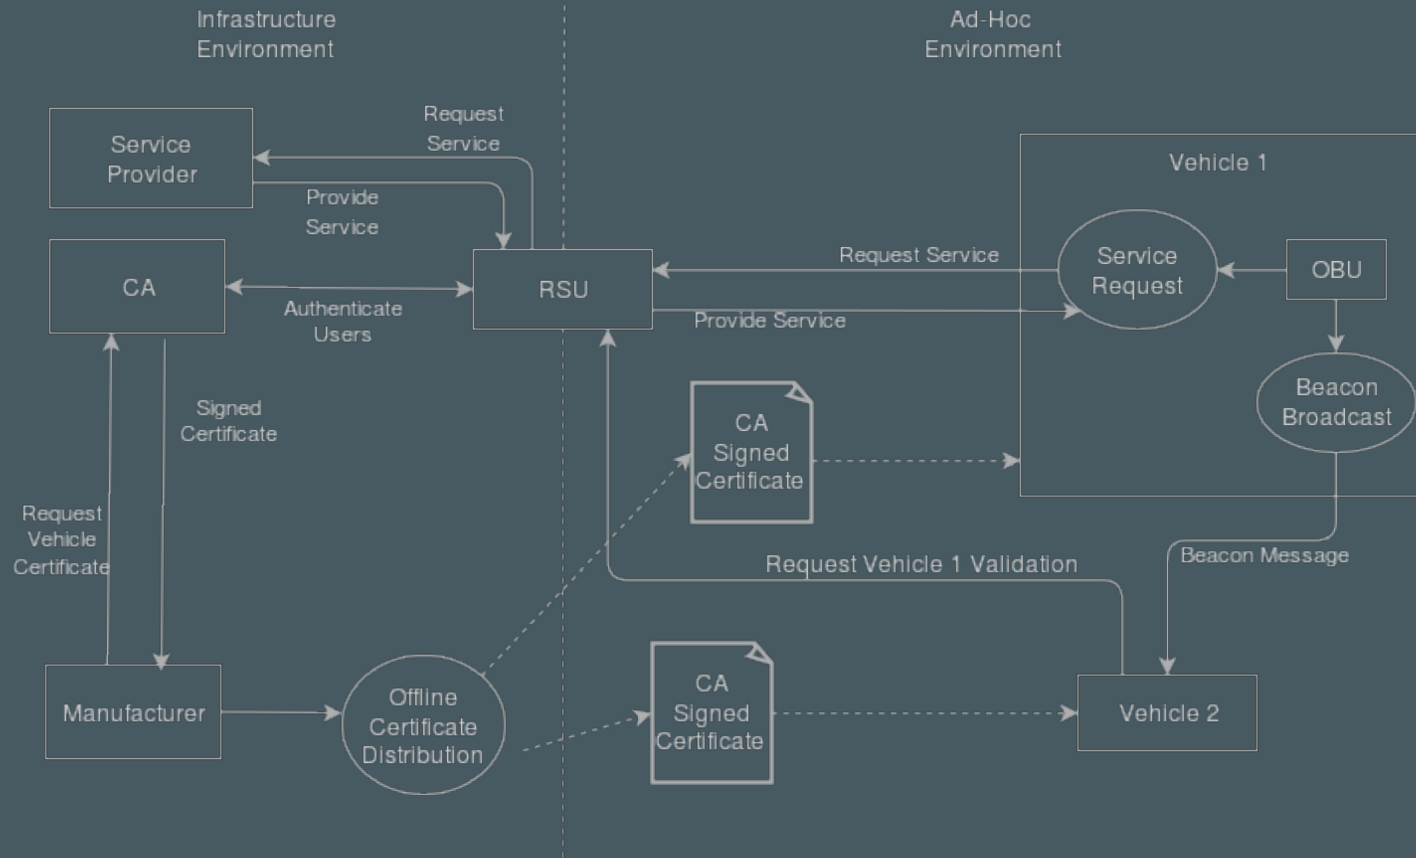 Infrastructure
Environment
Ad-Hoc
Environment
Service
Provider
Request
Service
Provide
Service
CA
Authenticate
Users
RSU
Request Service
Provide Service
Vehicle 1
Service
Request
OBU
Beacon
Broadcast
Signed
Certificate
Request
Vehicle
Certificate
CA
Signed
Certificate
Request Vehicle 1 Validation
Beacon Message
Manufacturer
Offline
Certificate
Distribution
CA
Signed
Certificate
Vehicle 2